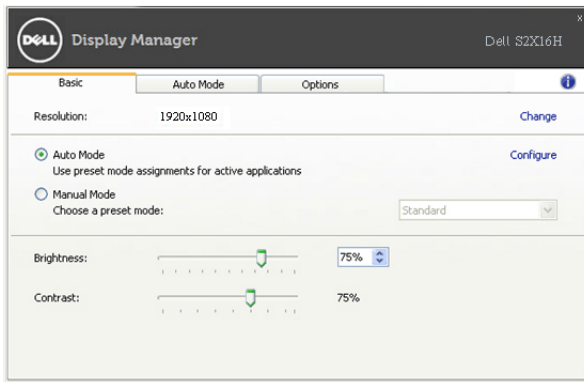 x
DELL Display Manager Dell S2X16H
Basic Auto Mode Options i
Resolution: 1920x1080 Change
Auto Mode Configure
Use preset mode assignments for active applications
Manual Mode
Choose a preset mode: Standard
Brightness: 75%
Contrast: 75%